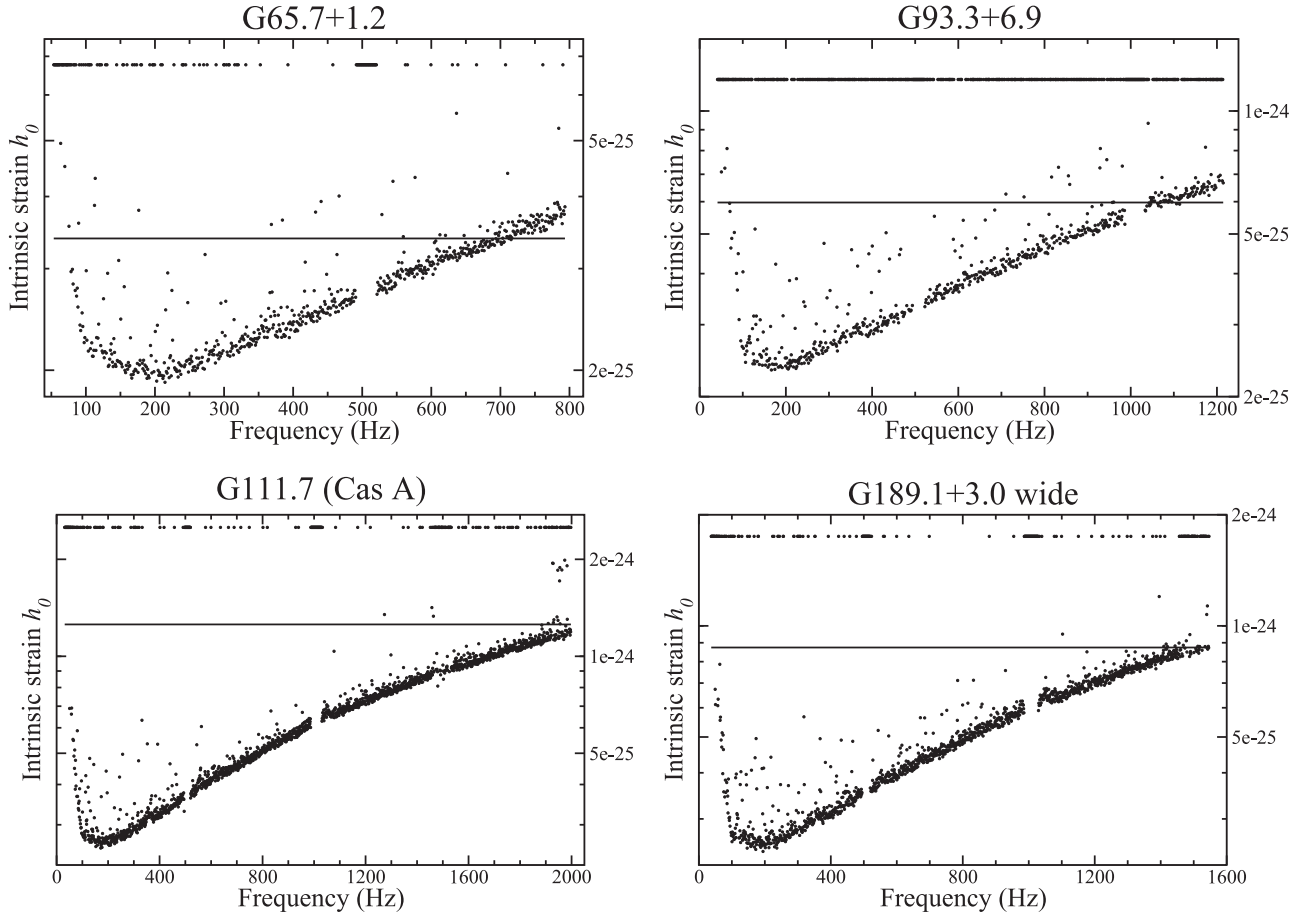 G65.7+1.2
Intrinsic strain h0
5e-25
2e-25
100 200 300 400 500 600 700 800
Frequency (Hz)
G93.3+6.9
Intrinsic strain h0
1e-24
5e-25
2e-25
0 200 400 600 800 1000 1200
Frequency (Hz)
G111.7 (Cas A)
Intrinsic strain h0
2e-24
1e-24
5e-25
0 400 800 1200 1600 2000
Frequency (Hz)
G189.1+3.0 wide
Intrinsic strain h0
2e-24
1e-24
5e-25
0 400 800 1200 1600
Frequency (Hz)